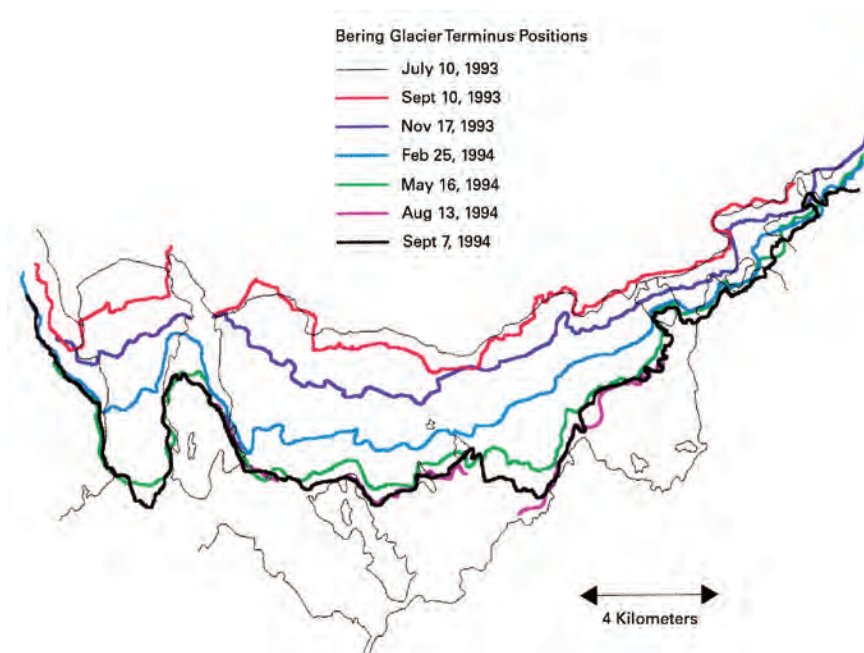 Bering Glacier Terminus Positions
July 10, 1993
Sept 10, 1993
Nov 17, 1993
Feb 25, 1994
May 16, 1994
Aug 13, 1994
Sept 7, 1994
4 Kilometers